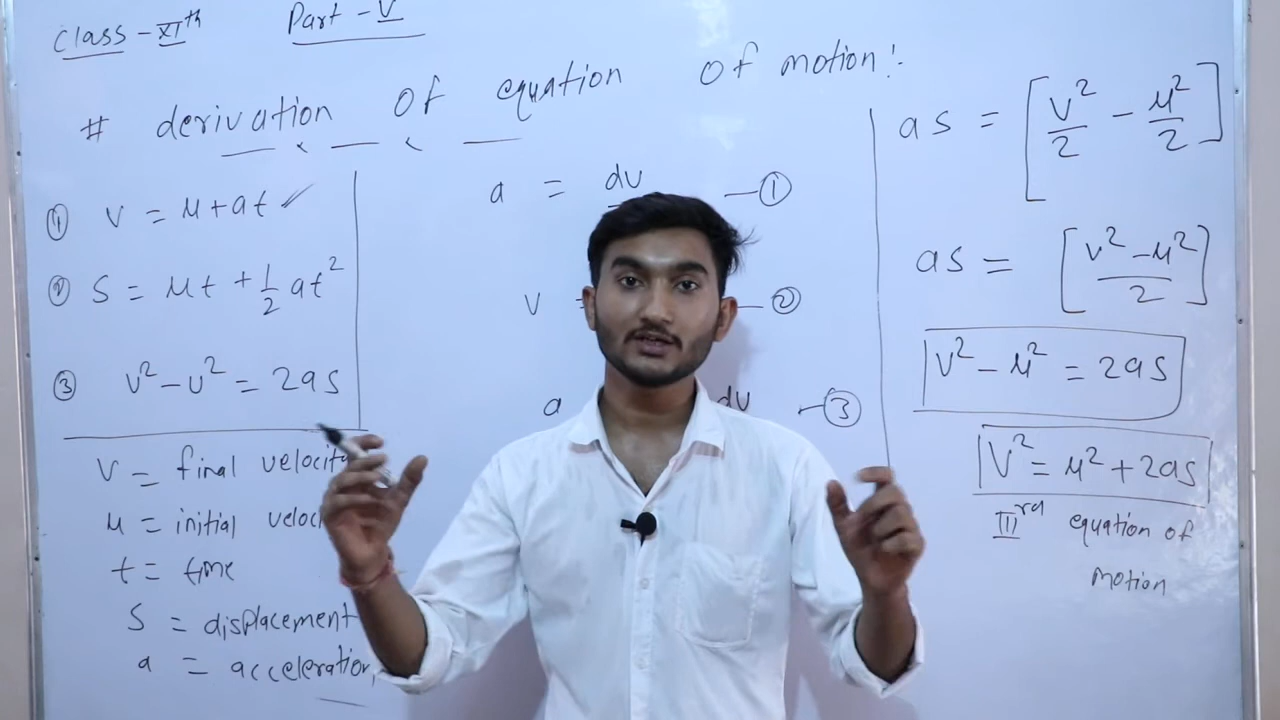 Class - XIth Part - V
# derivation of equation of motion :-
① v = u + at ✓
② S = ut + 1/2 at²
③ v² - u² = 2as
v = final velocity
u = initial veloc
t = time
S = displacement
a = acceleration,
a = dv — ①
v = — ②
a dv — ③
as = [v²/2 - u²/2]
as = [v² - u²/2]
v² - u² = 2as
V² = u² + 2as
IIIrd equation of
motion